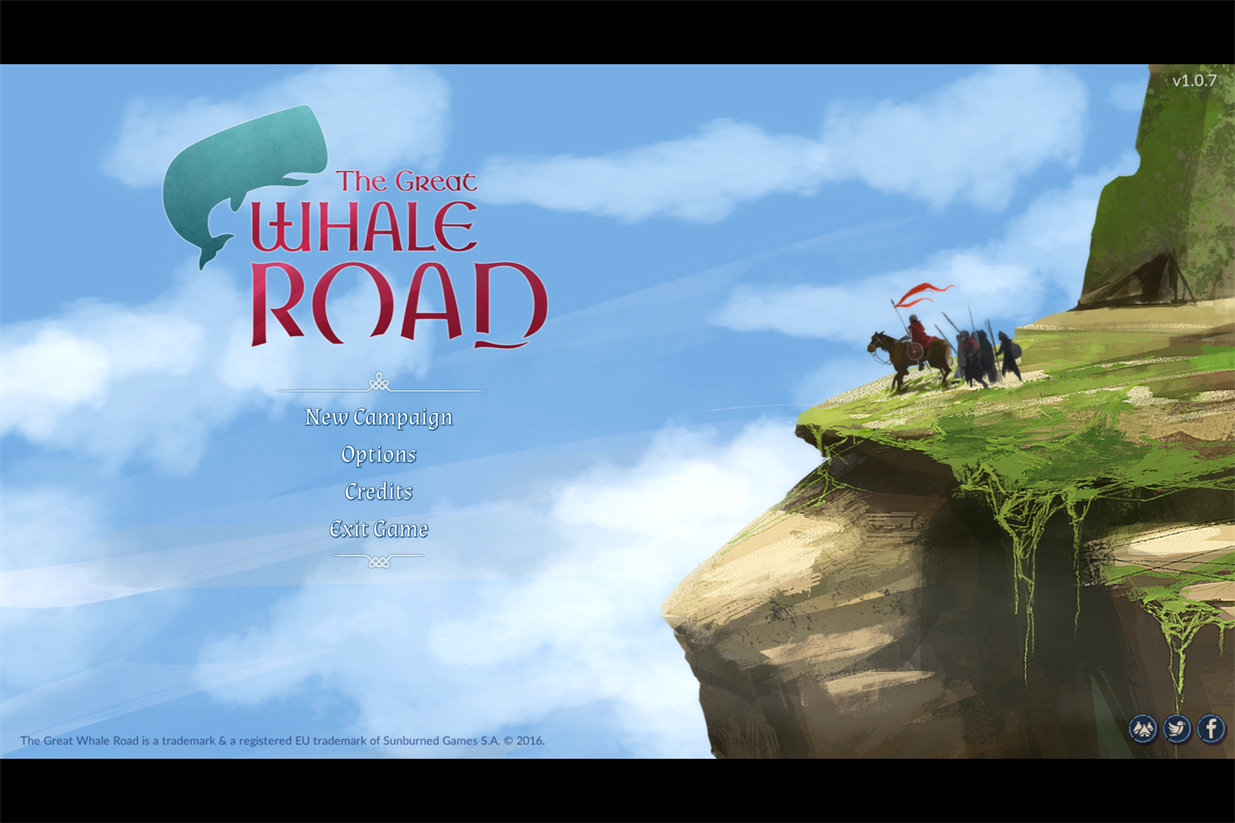 v1.0.7
The Great
WHALE
ROAD
New Campaign
Options
Credits
Exit Game
The Great Whale Road is a trademark & a registered EU trademark of Sunburned Games S.A. © 2016.